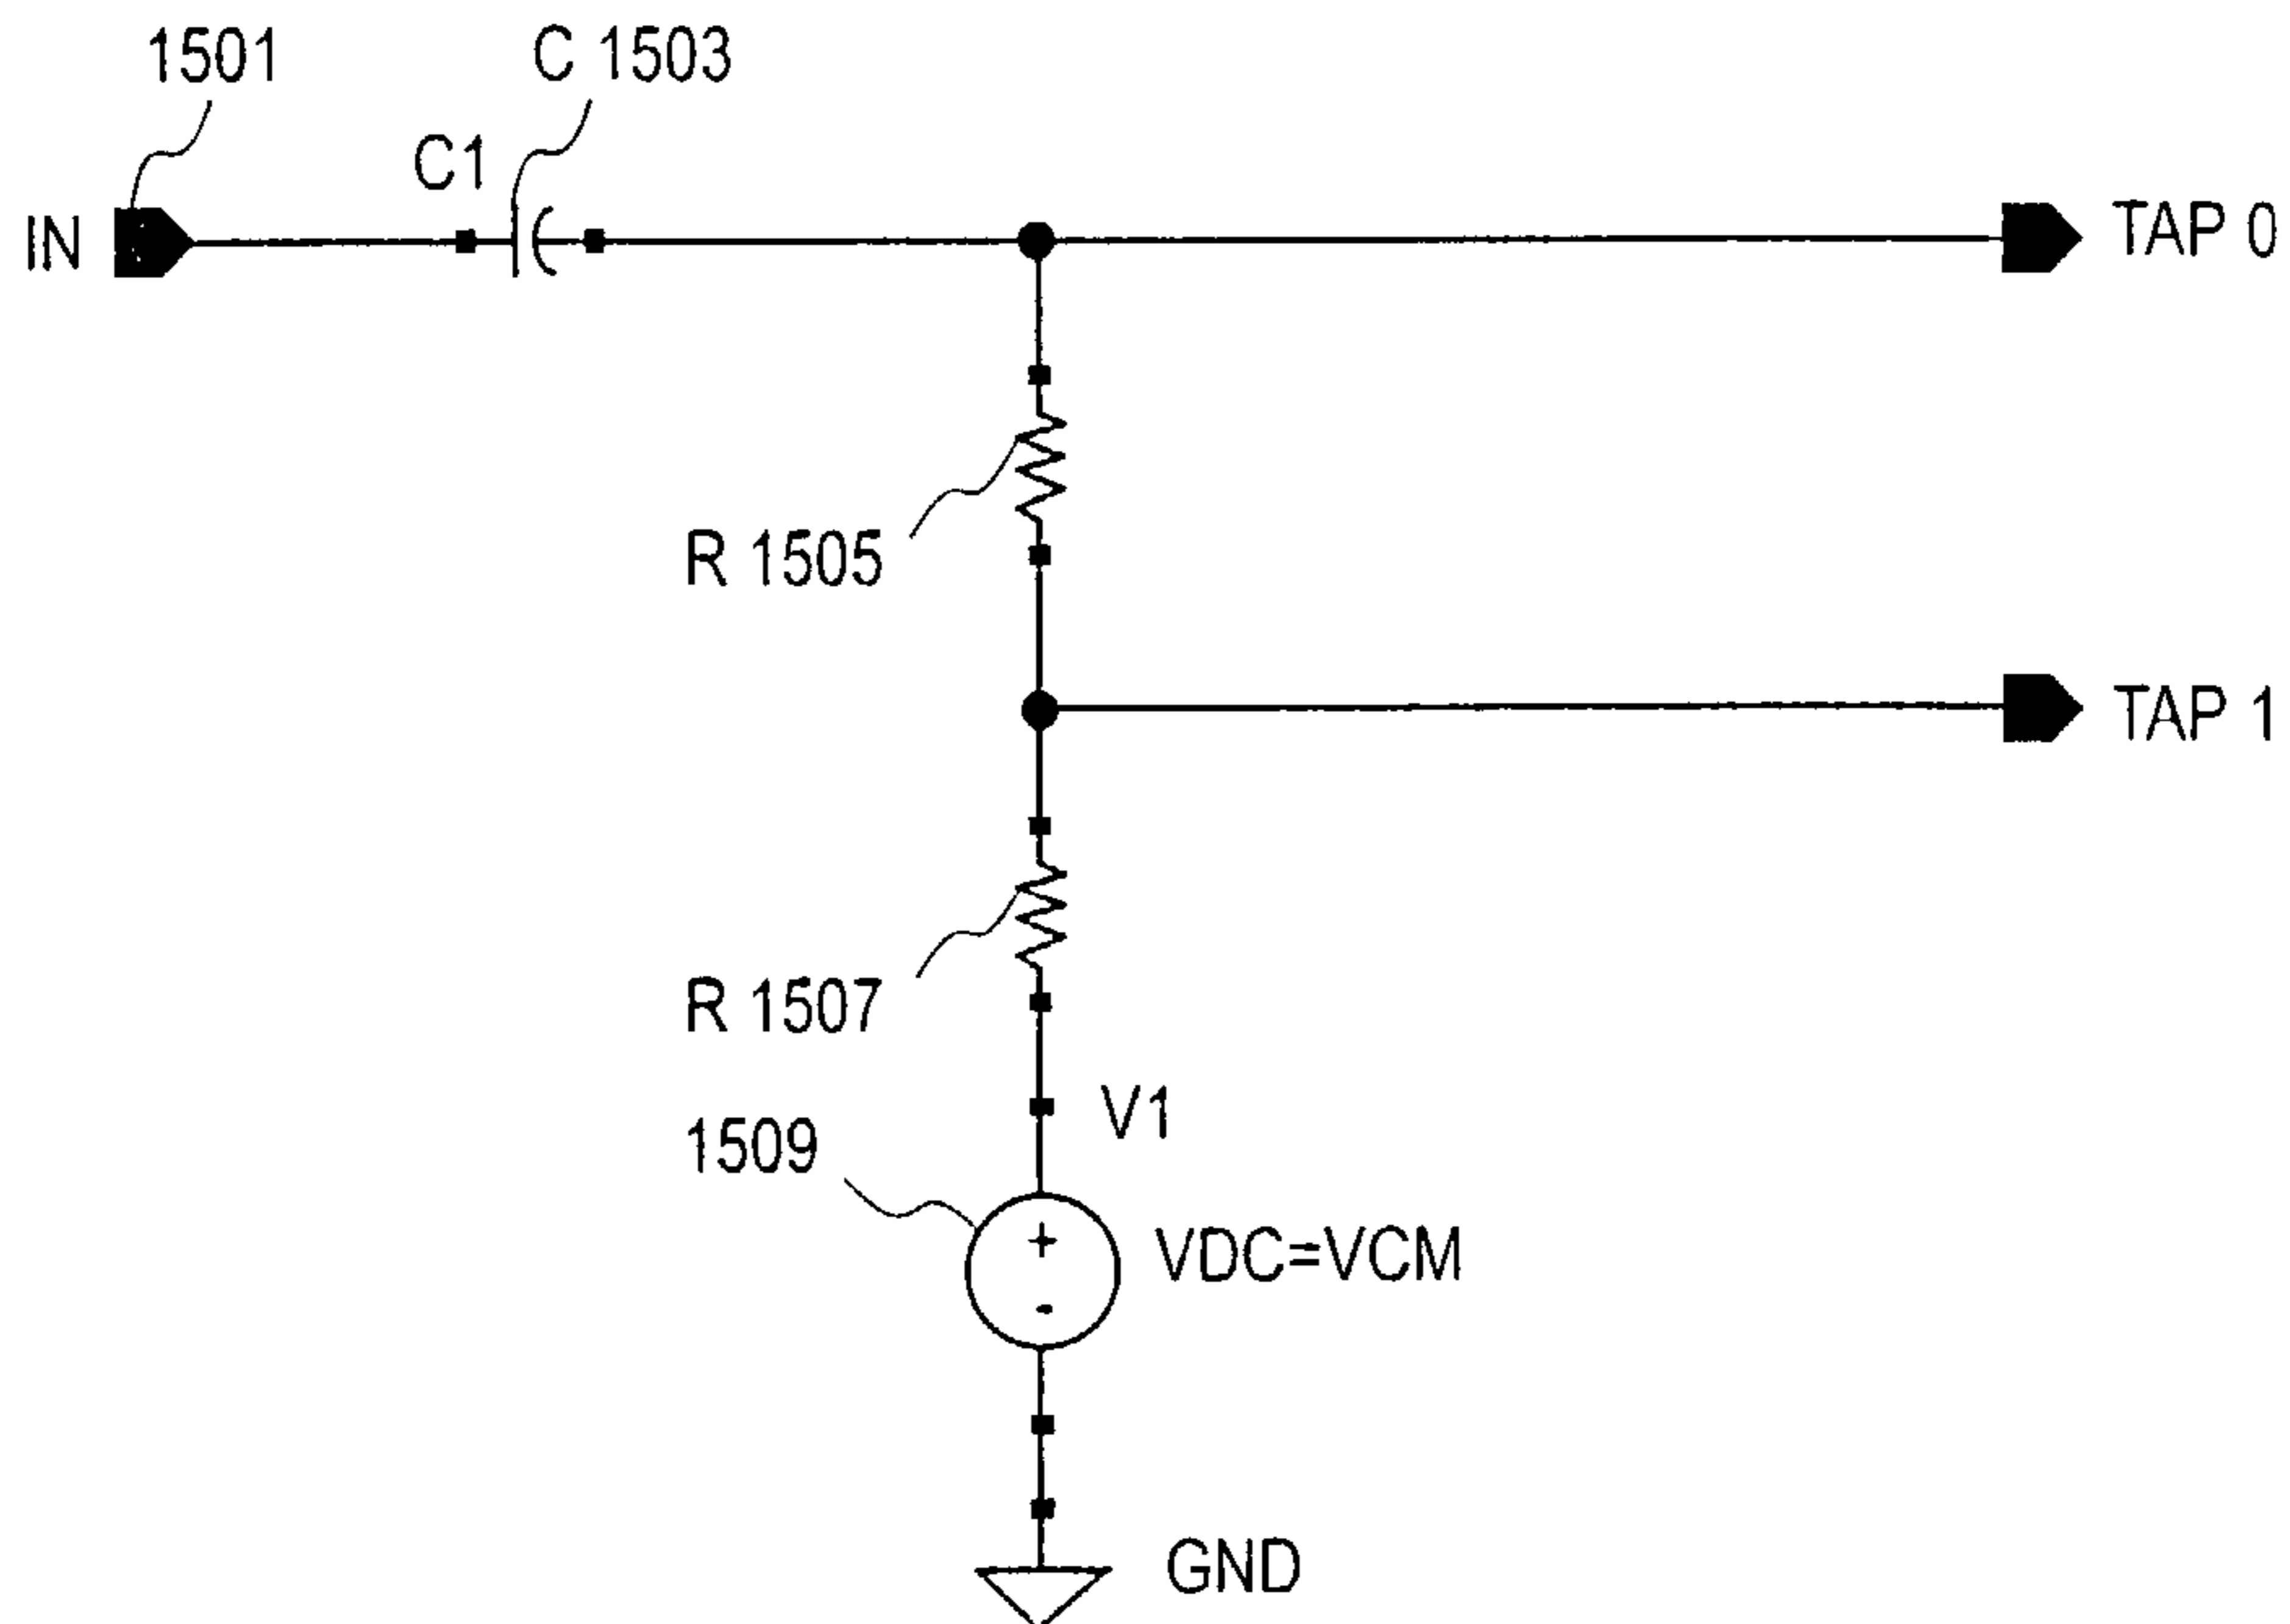 1501
C 1503
C1
IN
TAP 0
R 1505
TAP 1
R 1507
V1
1509
+
VDC=VCM
-
GND